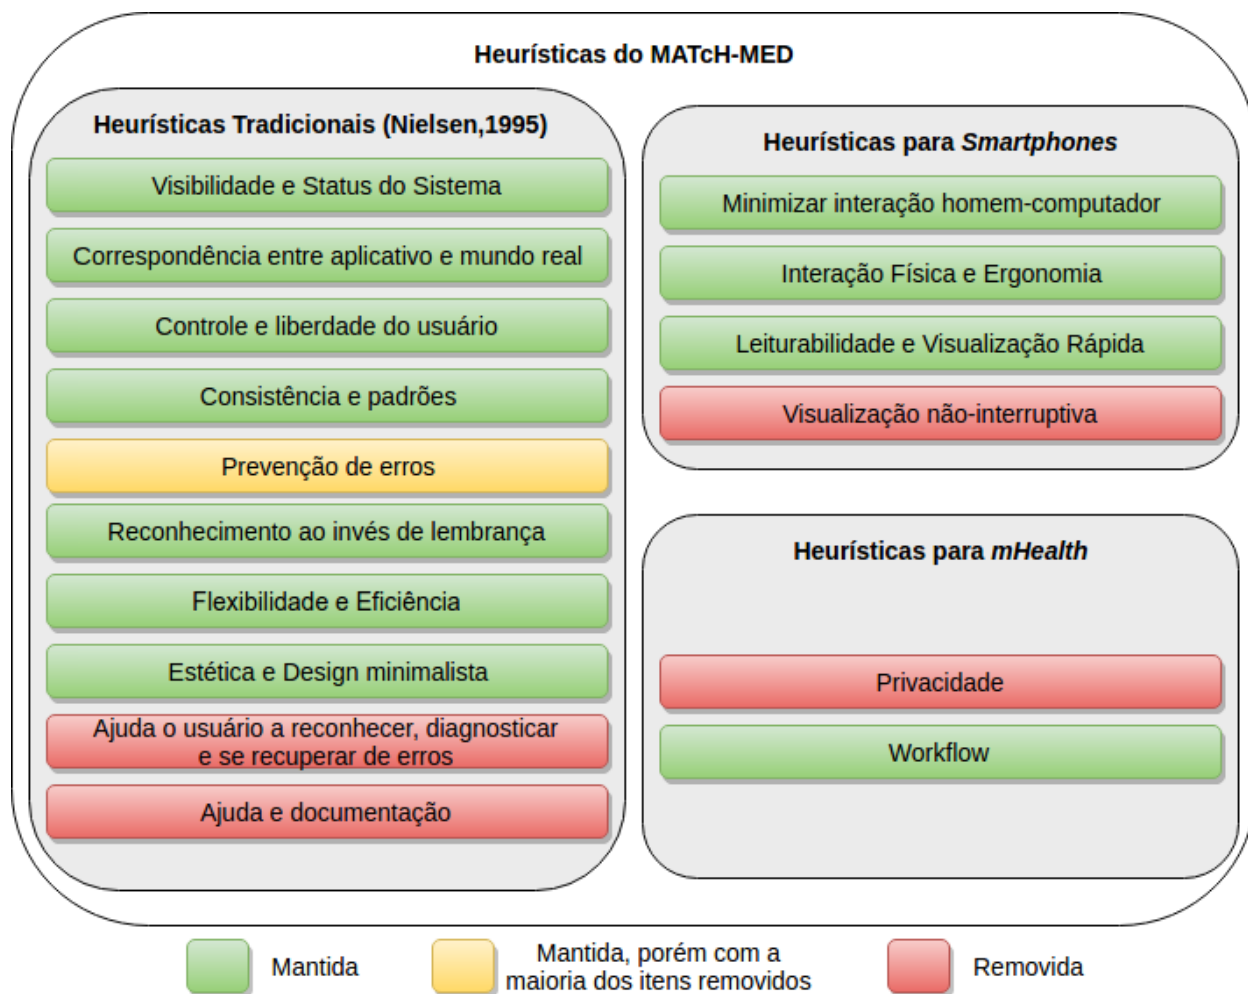 Heurísticas do MATcH-MED
Heurísticas Tradicionais (Nielsen,1995)
Visibilidade e Status do Sistema
Correspondência entre aplicativo e mundo real
Controle e liberdade do usuário
Consistência e padrões
Prevenção de erros
Reconhecimento ao invés de lembrança
Flexibilidade e Eficiência
Estética e Design minimalista
Ajuda o usuário a reconhecer, diagnosticar
e se recuperar de erros
Ajuda e documentação
Heurísticas para Smartphones
Minimizar interação homem-computador
Interação Física e Ergonomia
Leiturabilidade e Visualização Rápida
Visualização não-interruptiva
Heurísticas para mHealth
Privacidade
Workflow
Mantida
Mantida, porém com a
maioria dos itens removidos
Removida